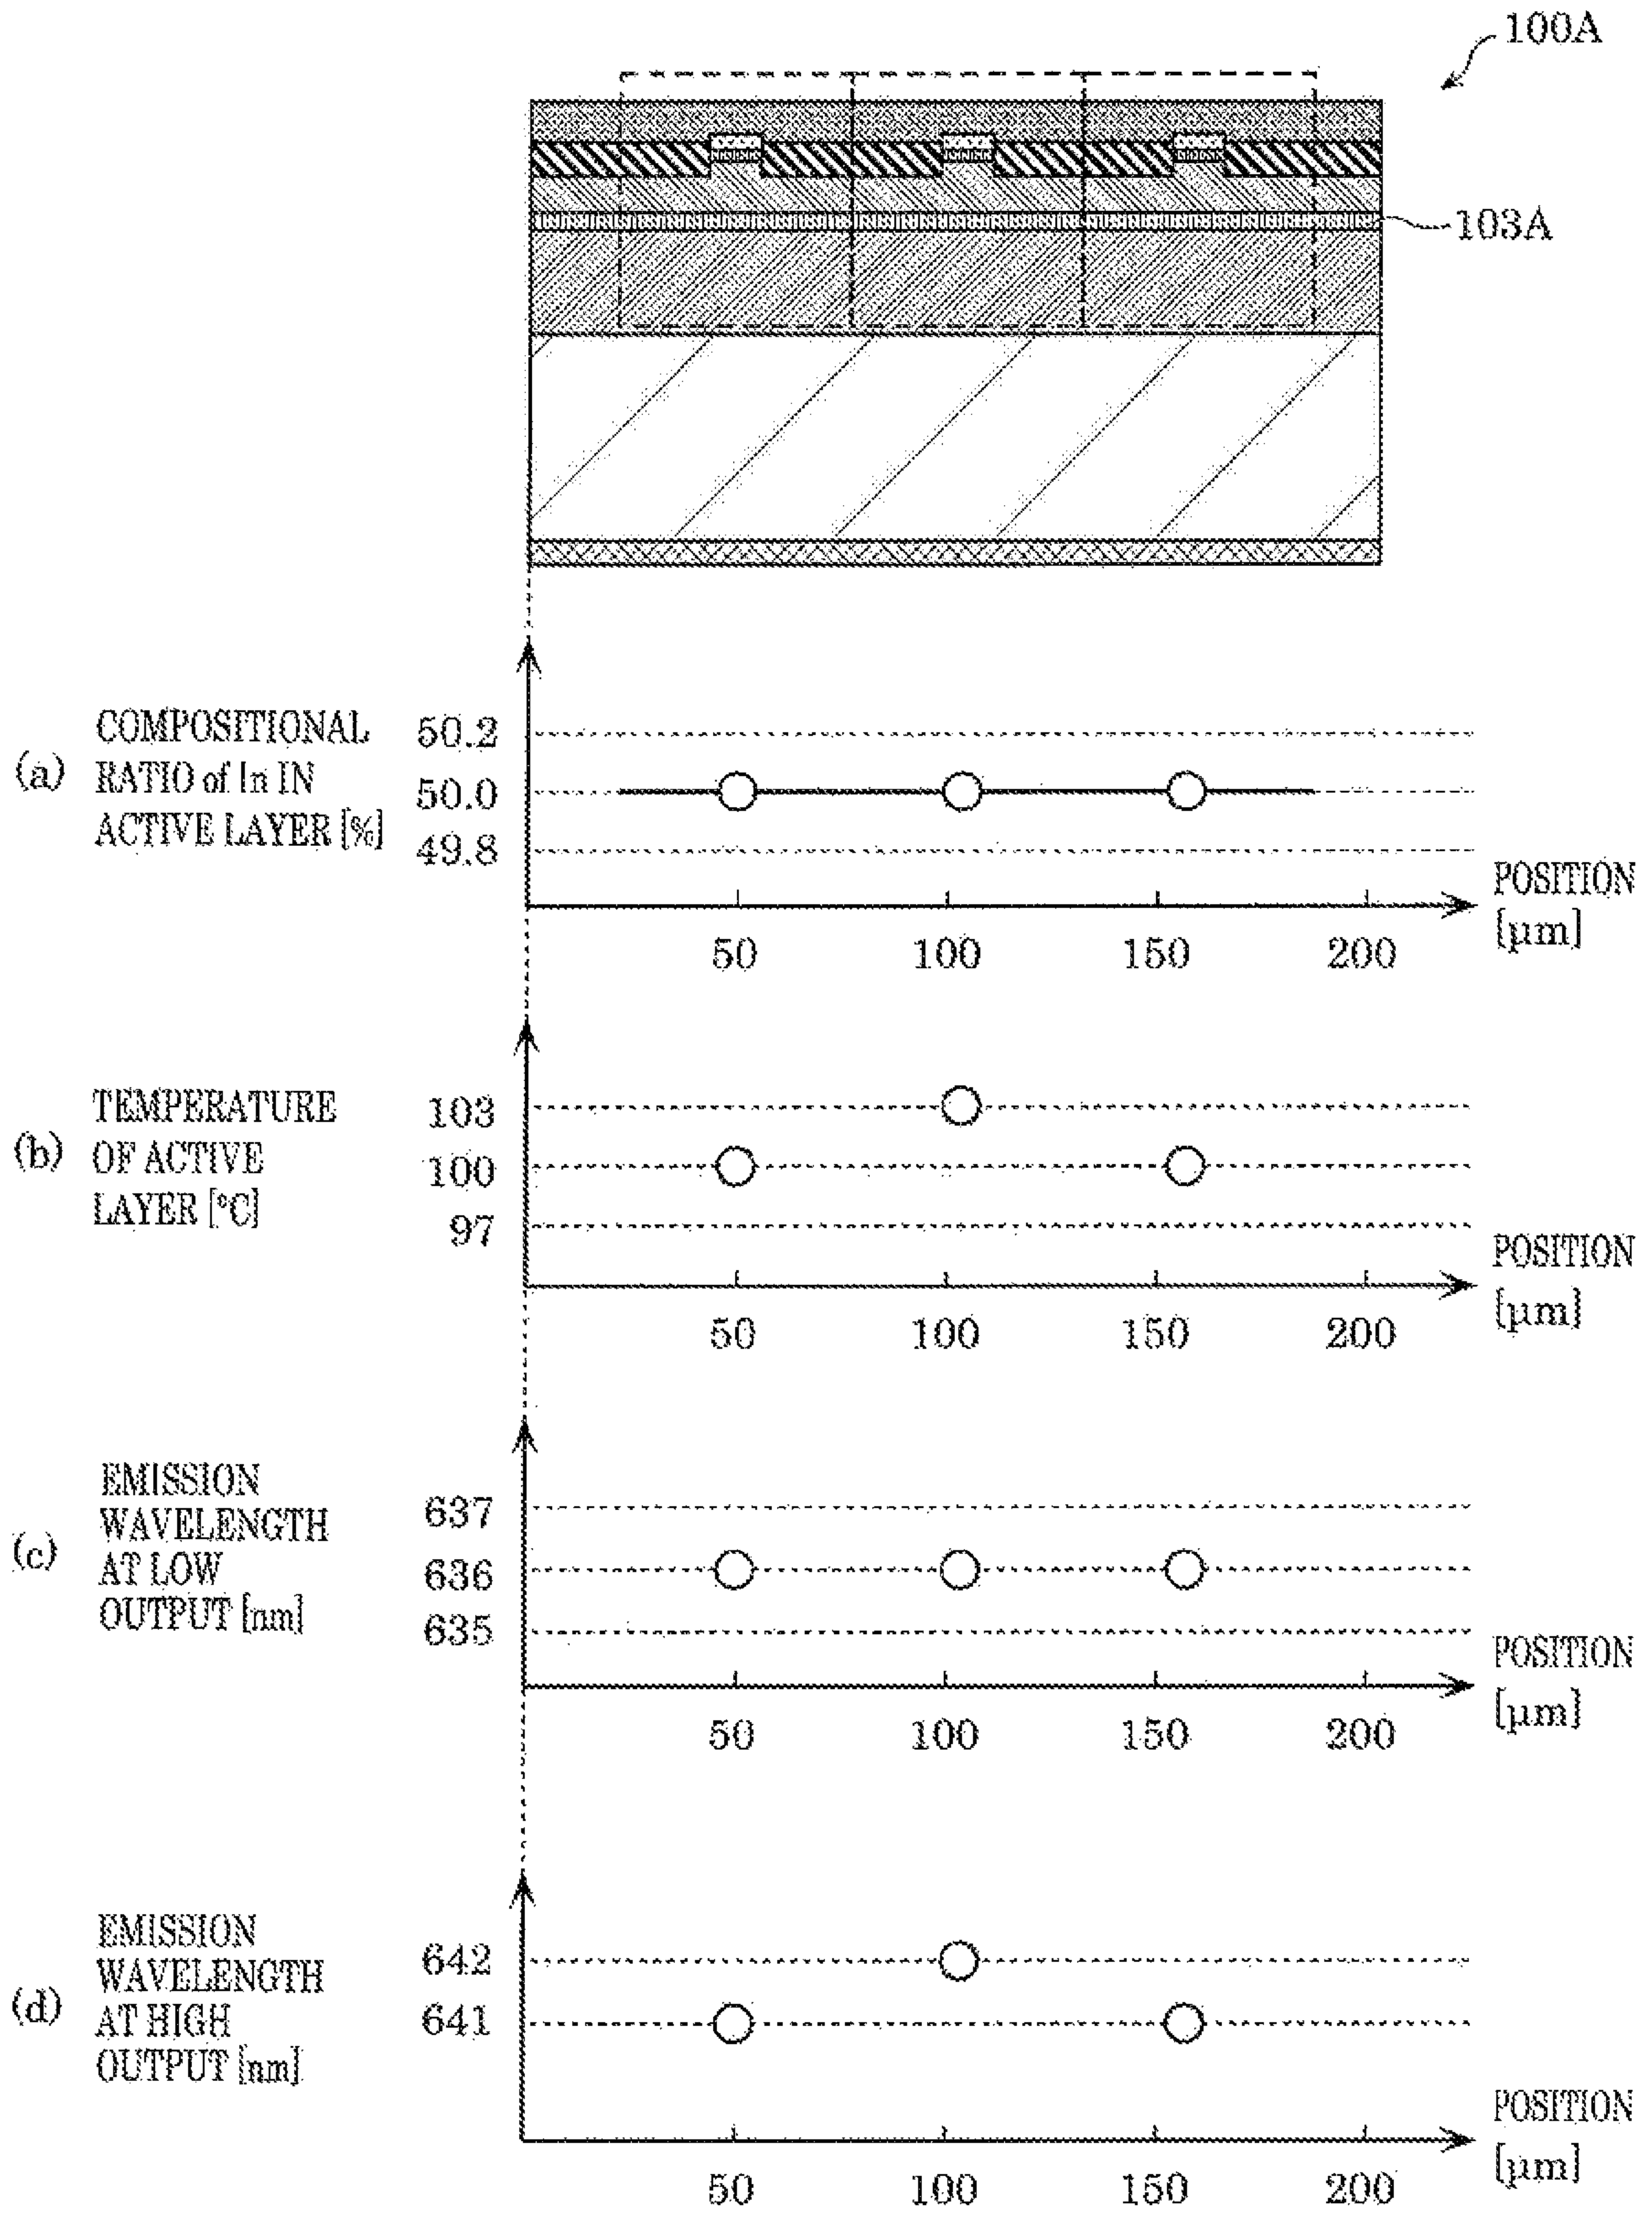 100A
103A
(a)
COMPOSITIONAL
RATIO of In IN
ACTIVE LAYER [%]
50.2
50.0
49.8
POSITION
[μm]
50 100 150 200
(b)
TEMPERATURE
OF ACTIVE
LAYER [°C]
103
100
97
POSITION
[μm]
50 100 150 200
(c)
EMISSION
WAVELENGTH
AT LOW
OUTPUT [nm]
637
636
635
POSITION
[μm]
50 100 150 200
(d)
EMISSION
WAVELENGTH
AT HIGH
OUTPUT [nm]
642
641
POSITION
[μm]
50 100 150 200